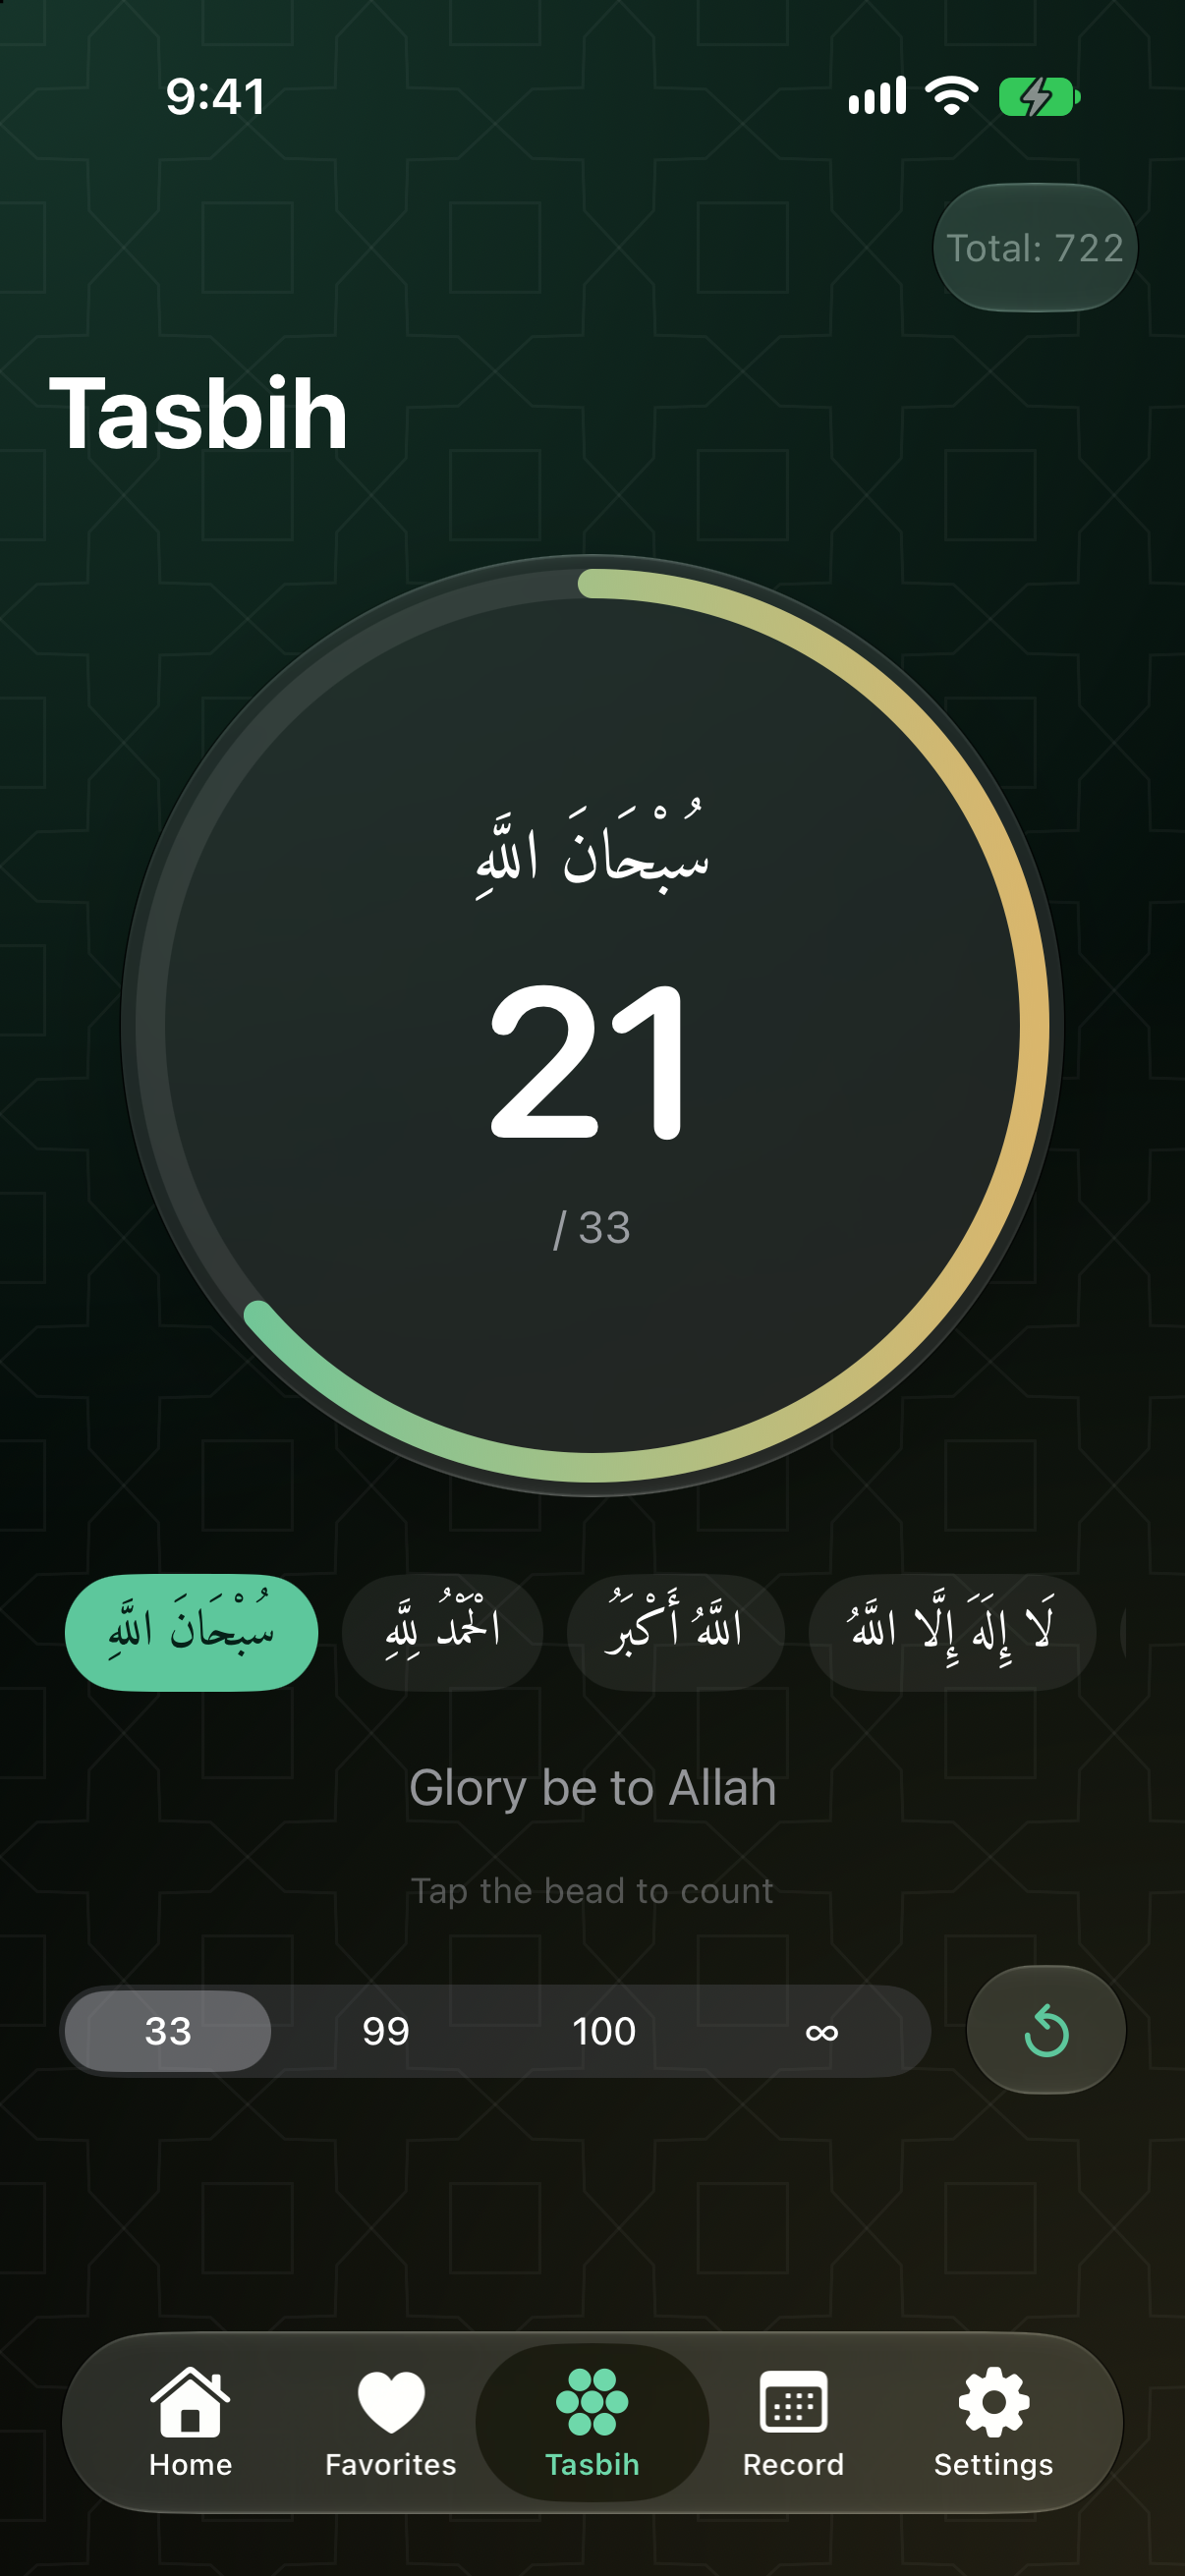 9:41
Total: 722
Tasbih
سُبْحَانَ اللَّهِ
21
/ 33
سُبْحَانَ اللَّهِ
الْحَمْدُ لِلَّهِ
اللَّهُ أَكْبَرُ
لَا إِلَهَ إِلَّا اللَّهُ
Glory be to Allah
Tap the bead to count
33 99 100 ∞
Home Favorites Tasbih Record Settings